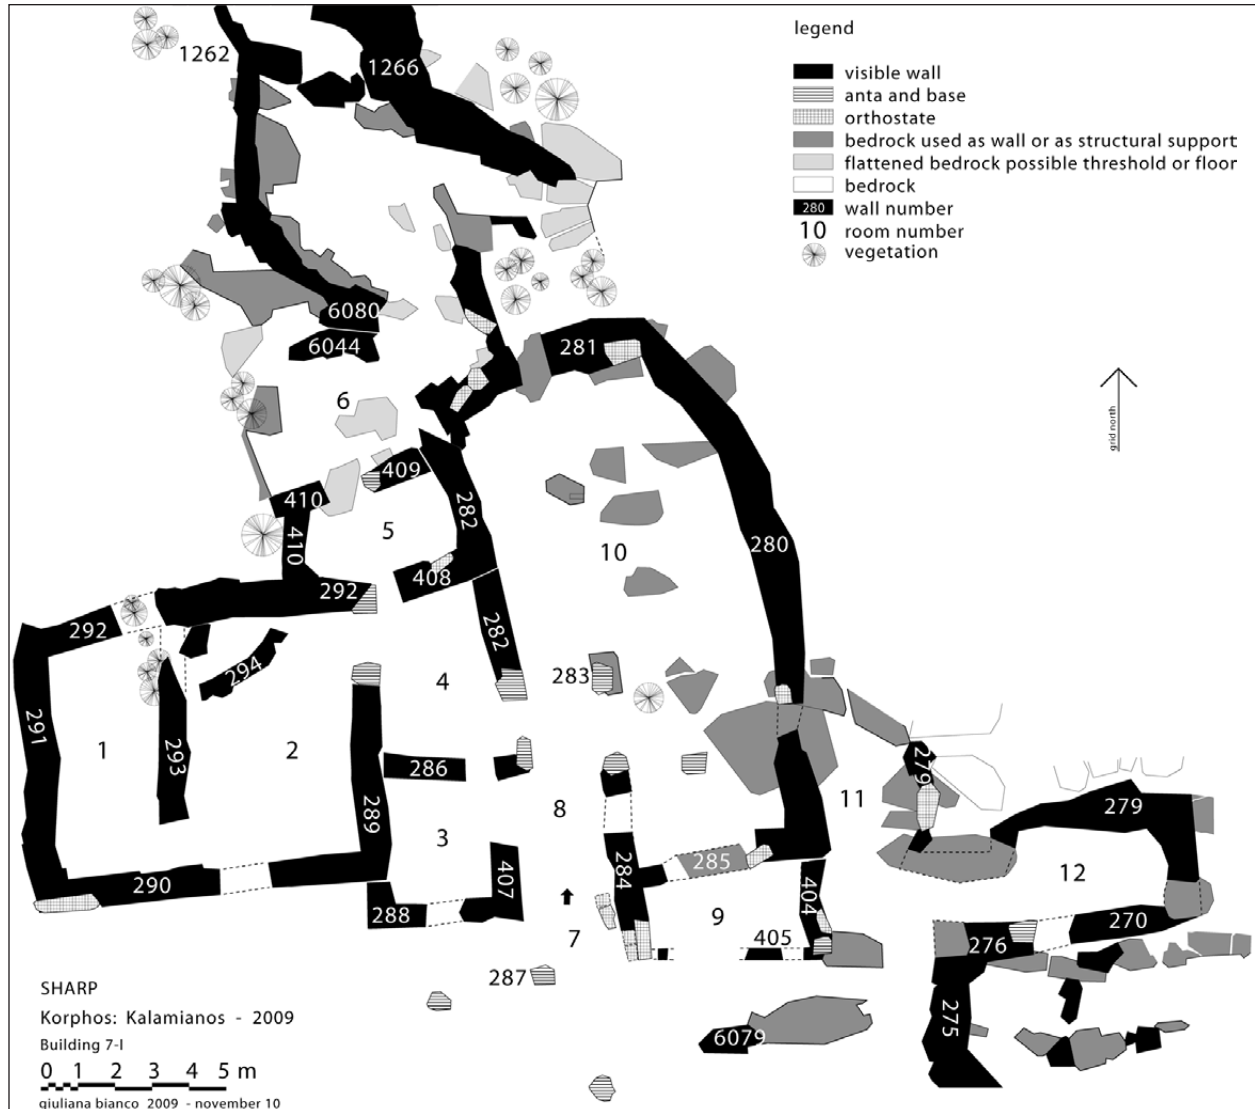 legend
visible wall
anta and base
orthostate
bedrock used as wall or as structural support
flattened bedrock possible threshold or floor
bedrock
280 wall number
10 room number
vegetation
1262
1266
6080
6044
281
6
409
410
282
410
5
280
10
408
292
292
282
294
4
283
291
1
293
2
286
289
8
11
279
279
3
285
12
290
407
284
404
288
9
270
7
405
276
287
275
6079
grid north
SHARP
Korphos: Kalamianos - 2009
Building 7-I
0 1 2 3 4 5 m
giuliana bianco 2009 - november 10